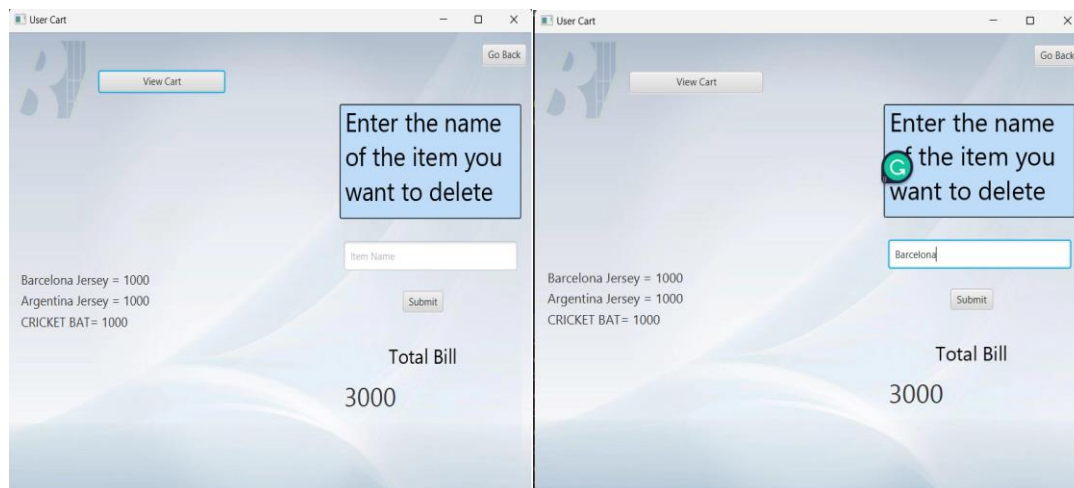 User Cart
Go Back
View Cart
Enter the name
of the item you
want to delete
Item Name
Barcelona Jersey = 1000
Argentina Jersey = 1000
CRICKET BAT= 1000
Submit
Total Bill
3000
User Cart
Go Back
View Cart
Enter the name
of the item you
want to delete
Barcelona
Barcelona Jersey = 1000
Argentina Jersey = 1000
CRICKET BAT= 1000
Submit
Total Bill
3000